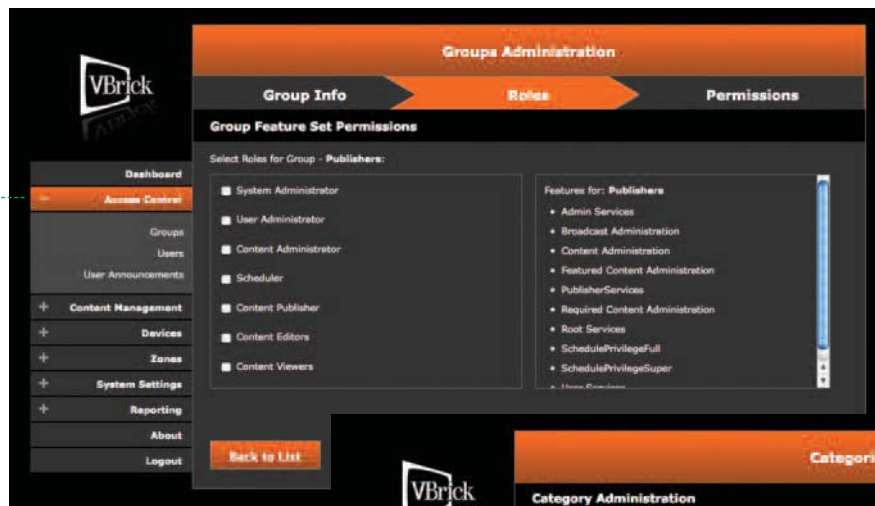 VBrick
Groups Administration
Group Info
Roles
Permissions
Group Feature Set Permissions
Select Roles for Group - Publishers:
Dashboard
Access Control
Groups
Users
User Announcements
+ Content Management
+ Devices
+ Zones
+ System Settings
+ Reporting
About
Logout
System Administrator
User Administrator
Content Administrator
Scheduler
Content Publisher
Content Editors
Content Viewers
Features for: Publishers
• Admin Services
• Broadcast Administration
• Content Administration
• Featured Content Administration
• PublisherServices
• Required Content Administration
• Root Services
• SchedulePrivilegeFull
• SchedulePrivilegeSuper
• User Services
Back to List
VBrick
Categori
Category Administration